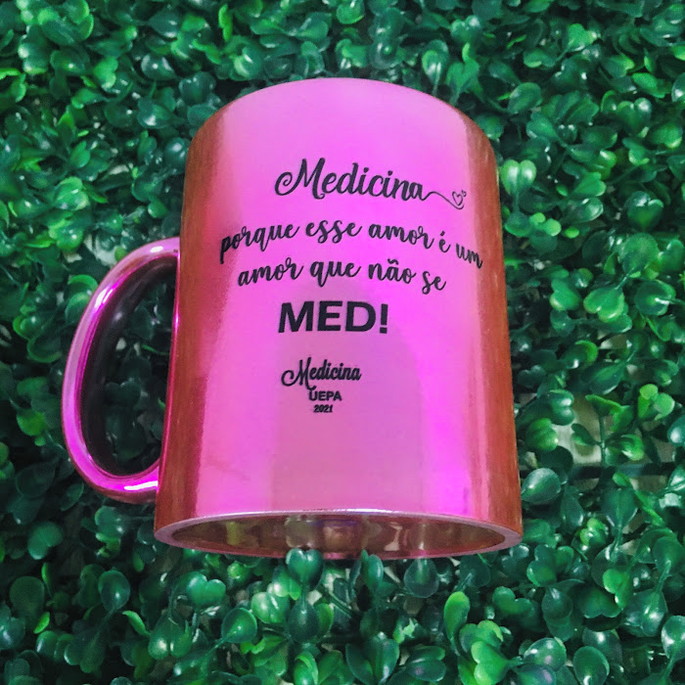 Medicina
porque esse amor é um
amor que não se
MED!
Medicina
UEPA
2021